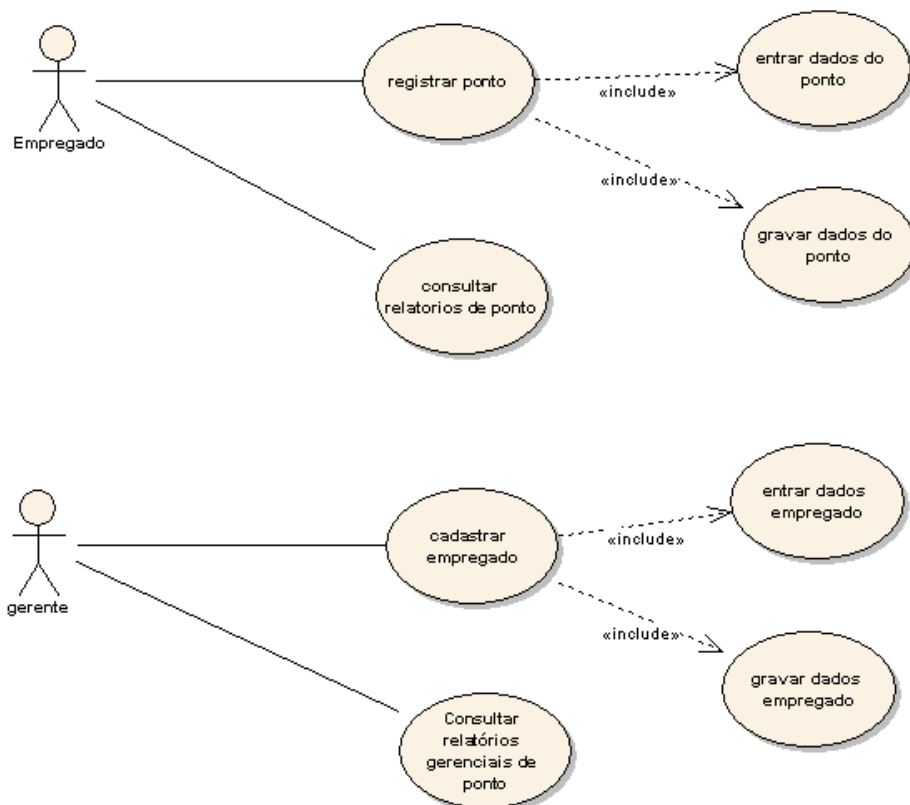 Empregado
registrar ponto
«include»
entrar dados do
ponto
«include»
gravar dados do
ponto
consultar
relatorios de ponto
gerente
cadastrar
empregado
«include»
entrar dados
empregado
«include»
gravar dados
empregado
Consultar
relatórios
gerenciais de
ponto